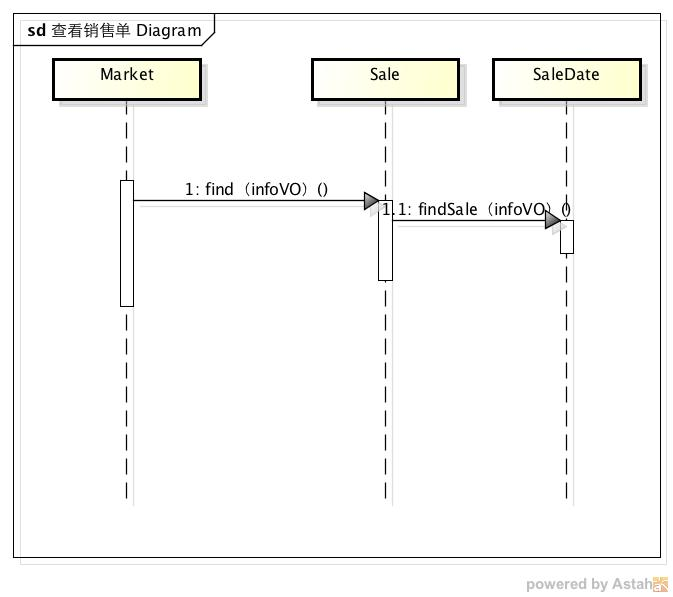 sd 查看销售单 Diagram
Market
Sale
SaleDate
1: find（infoVO）()
1.1: findSale（infoVO）()
powered by Astah